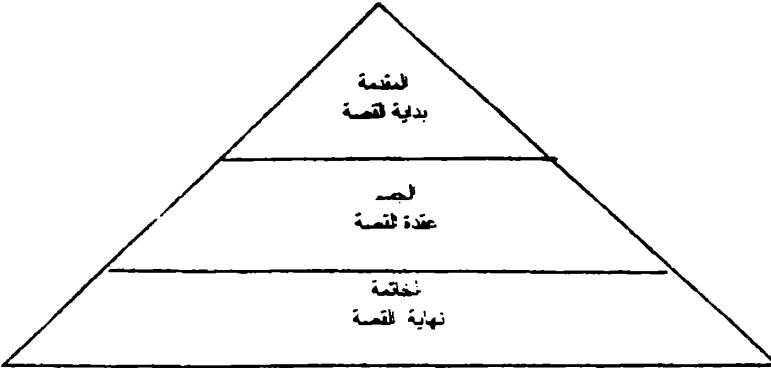 المقدمة
بداية القصة
الجسد
عقدة القصة
الخاتمة
نهاية القصة